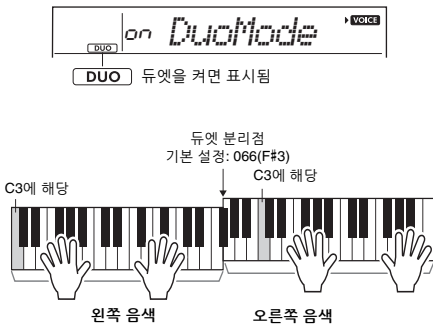 on DuoMode
VOICE
DUO
DUO 듀엣을 켜면 표시됨
듀엣 분리점
기본 설정: 066(F#3)
C3에 해당
C3에 해당
왼쪽 음색
오른쪽 음색